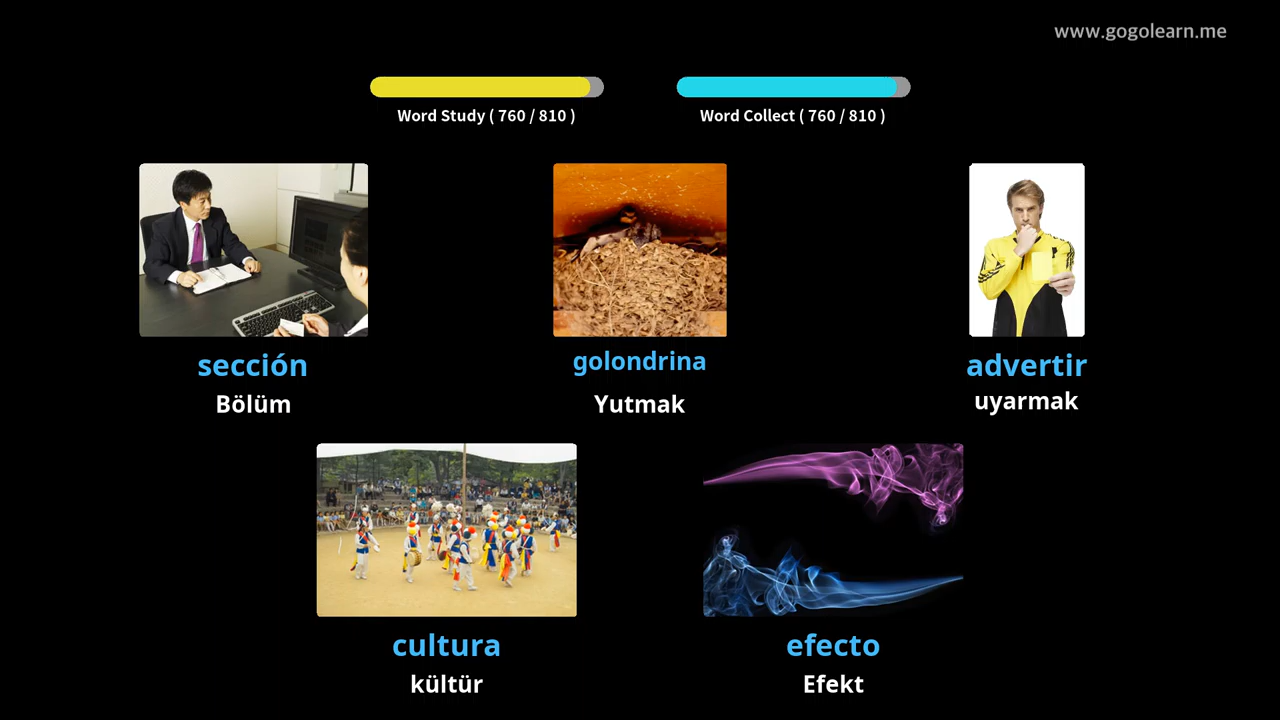 www.gogolearn.me
Word Study ( 760 / 810 )
Word Collect ( 760 / 810 )
sección
Bölüm
golondrina
Yutmak
advertir
uyarmak
cultura
kültür
efecto
Efekt